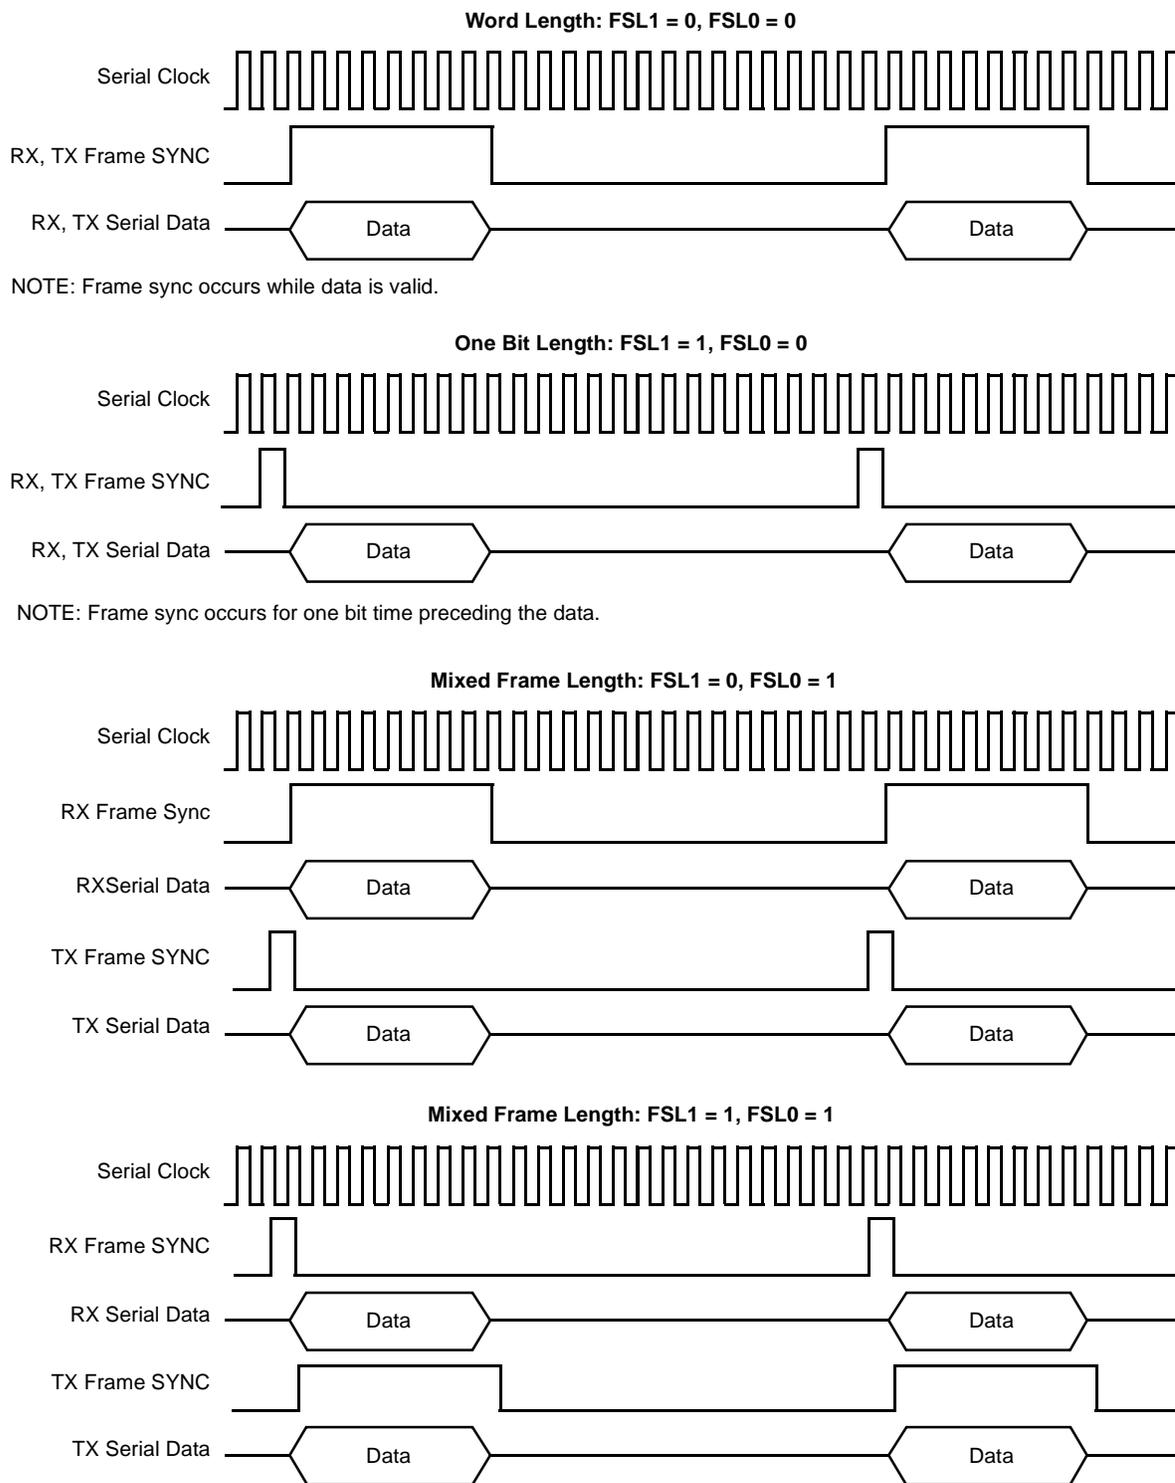 Word Length: FSL1 = 0, FSL0 = 0
Serial Clock
RX, TX Frame SYNC
RX, TX Serial Data
Data
Data
NOTE: Frame sync occurs while data is valid.
One Bit Length: FSL1 = 1, FSL0 = 0
Serial Clock
RX, TX Frame SYNC
RX, TX Serial Data
Data
Data
NOTE: Frame sync occurs for one bit time preceding the data.
Mixed Frame Length: FSL1 = 0, FSL0 = 1
Serial Clock
RX Frame Sync
RXSerial Data
Data
Data
TX Frame SYNC
TX Serial Data
Data
Data
Mixed Frame Length: FSL1 = 1, FSL0 = 1
Serial Clock
RX Frame SYNC
RX Serial Data
Data
Data
TX Frame SYNC
TX Serial Data
Data
Data